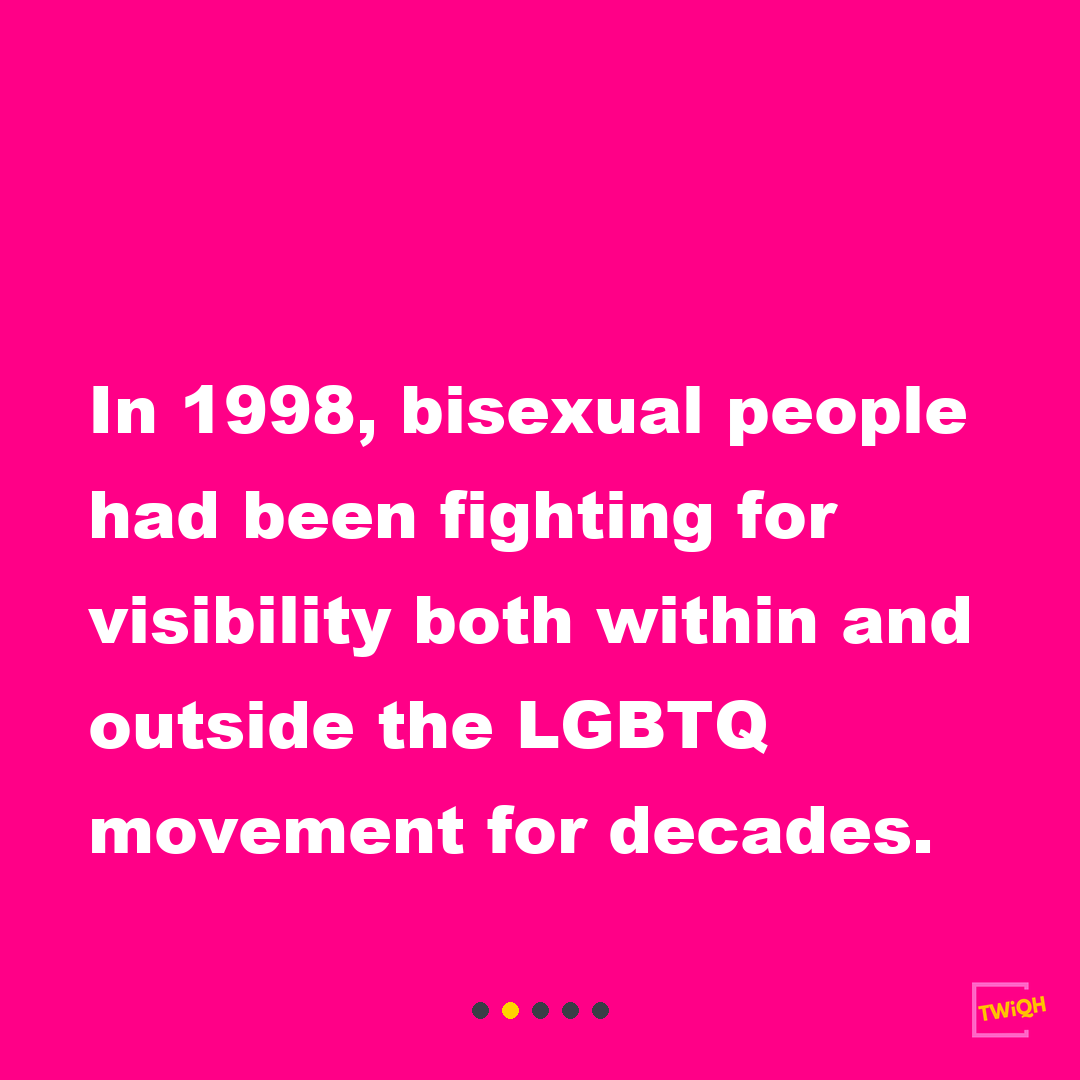 In 1998, bisexual people
had been fighting for
visibility both within and
outside the LGBTQ
movement for decades.
TWiQH